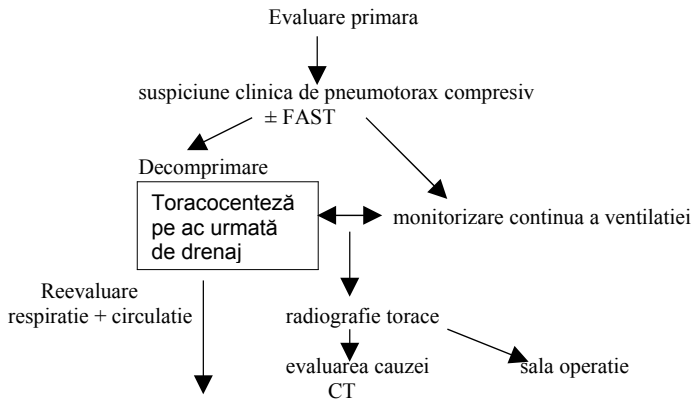 Evaluare primara
suspiciune clinica de pneumotorax compresiv
± FAST
Decomprimare
Toracocenteză
pe ac urmată
de drenaj
monitorizare continua a ventilatiei
Reevaluare
respiratie + circulatie
radiografie torace
evaluarea cauzei
CT
sala operatie